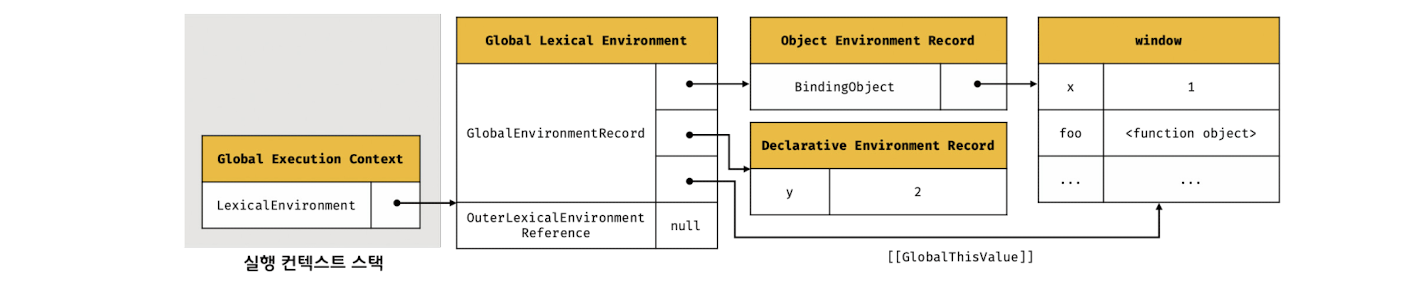 Global Execution Context
LexicalEnvironment
실행 컨텍스트 스택
Global Lexical Environment
GlobalEnvironmentRecord
OuterLexicalEnvironment
Reference
null
Object Environment Record
BindingObject
Declarative Environment Record
y 2
window
x 1
foo <function object>
... ...
[[GlobalThisValue]]